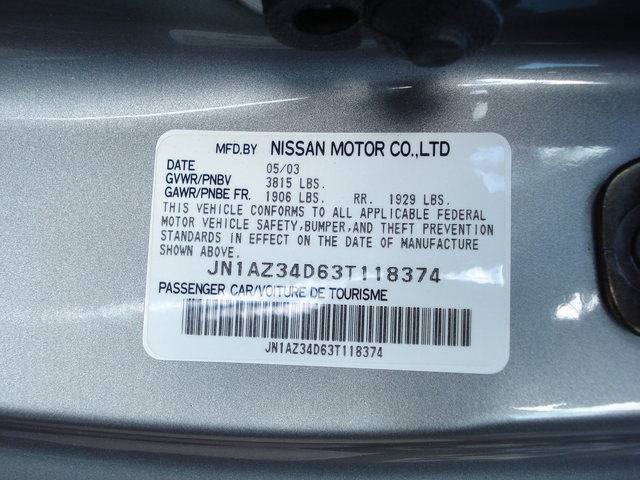 MFD.BY NISSAN MOTOR CO.,LTD
DATE 05/03
GVWR/PNBV 3815 LBS.
GAWR/PNBE FR. 1906 LBS. RR. 1929 LBS.
THIS VEHICLE CONFORMS TO ALL APPLICABLE FEDERAL
MOTOR VEHICLE SAFETY,BUMPER,AND THEFT PREVENTION
STANDARDS IN EFFECT ON THE DATE OF MANUFACTURE
SHOWN ABOVE.
JN1AZ34D63T118374
PASSENGER CAR/VOITURE DE TOURISME
JN1AZ34D63T118374